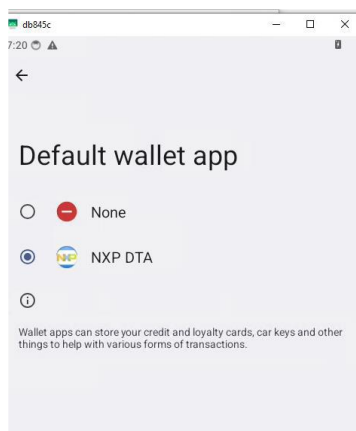 db845c
7:20
Default wallet app
None
NXP NXP DTA
Wallet apps can store your credit and loyalty cards, car keys and other
things to help with various forms of transactions.